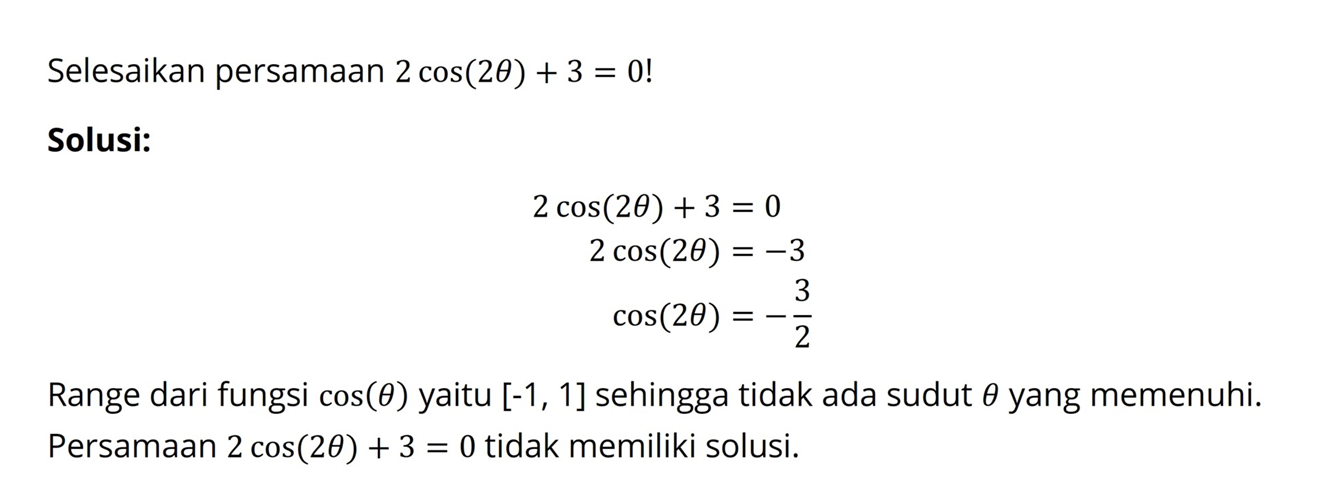 Selesaikan persamaan 2 cos(2θ) + 3 = 0!
Solusi:
2 cos(2θ) + 3 = 0
2 cos(2θ) = −3
cos(2θ) = −3/2
Range dari fungsi cos(θ) yaitu [-1, 1] sehingga tidak ada sudut θ yang memenuhi.
Persamaan 2 cos(2θ) + 3 = 0 tidak memiliki solusi.